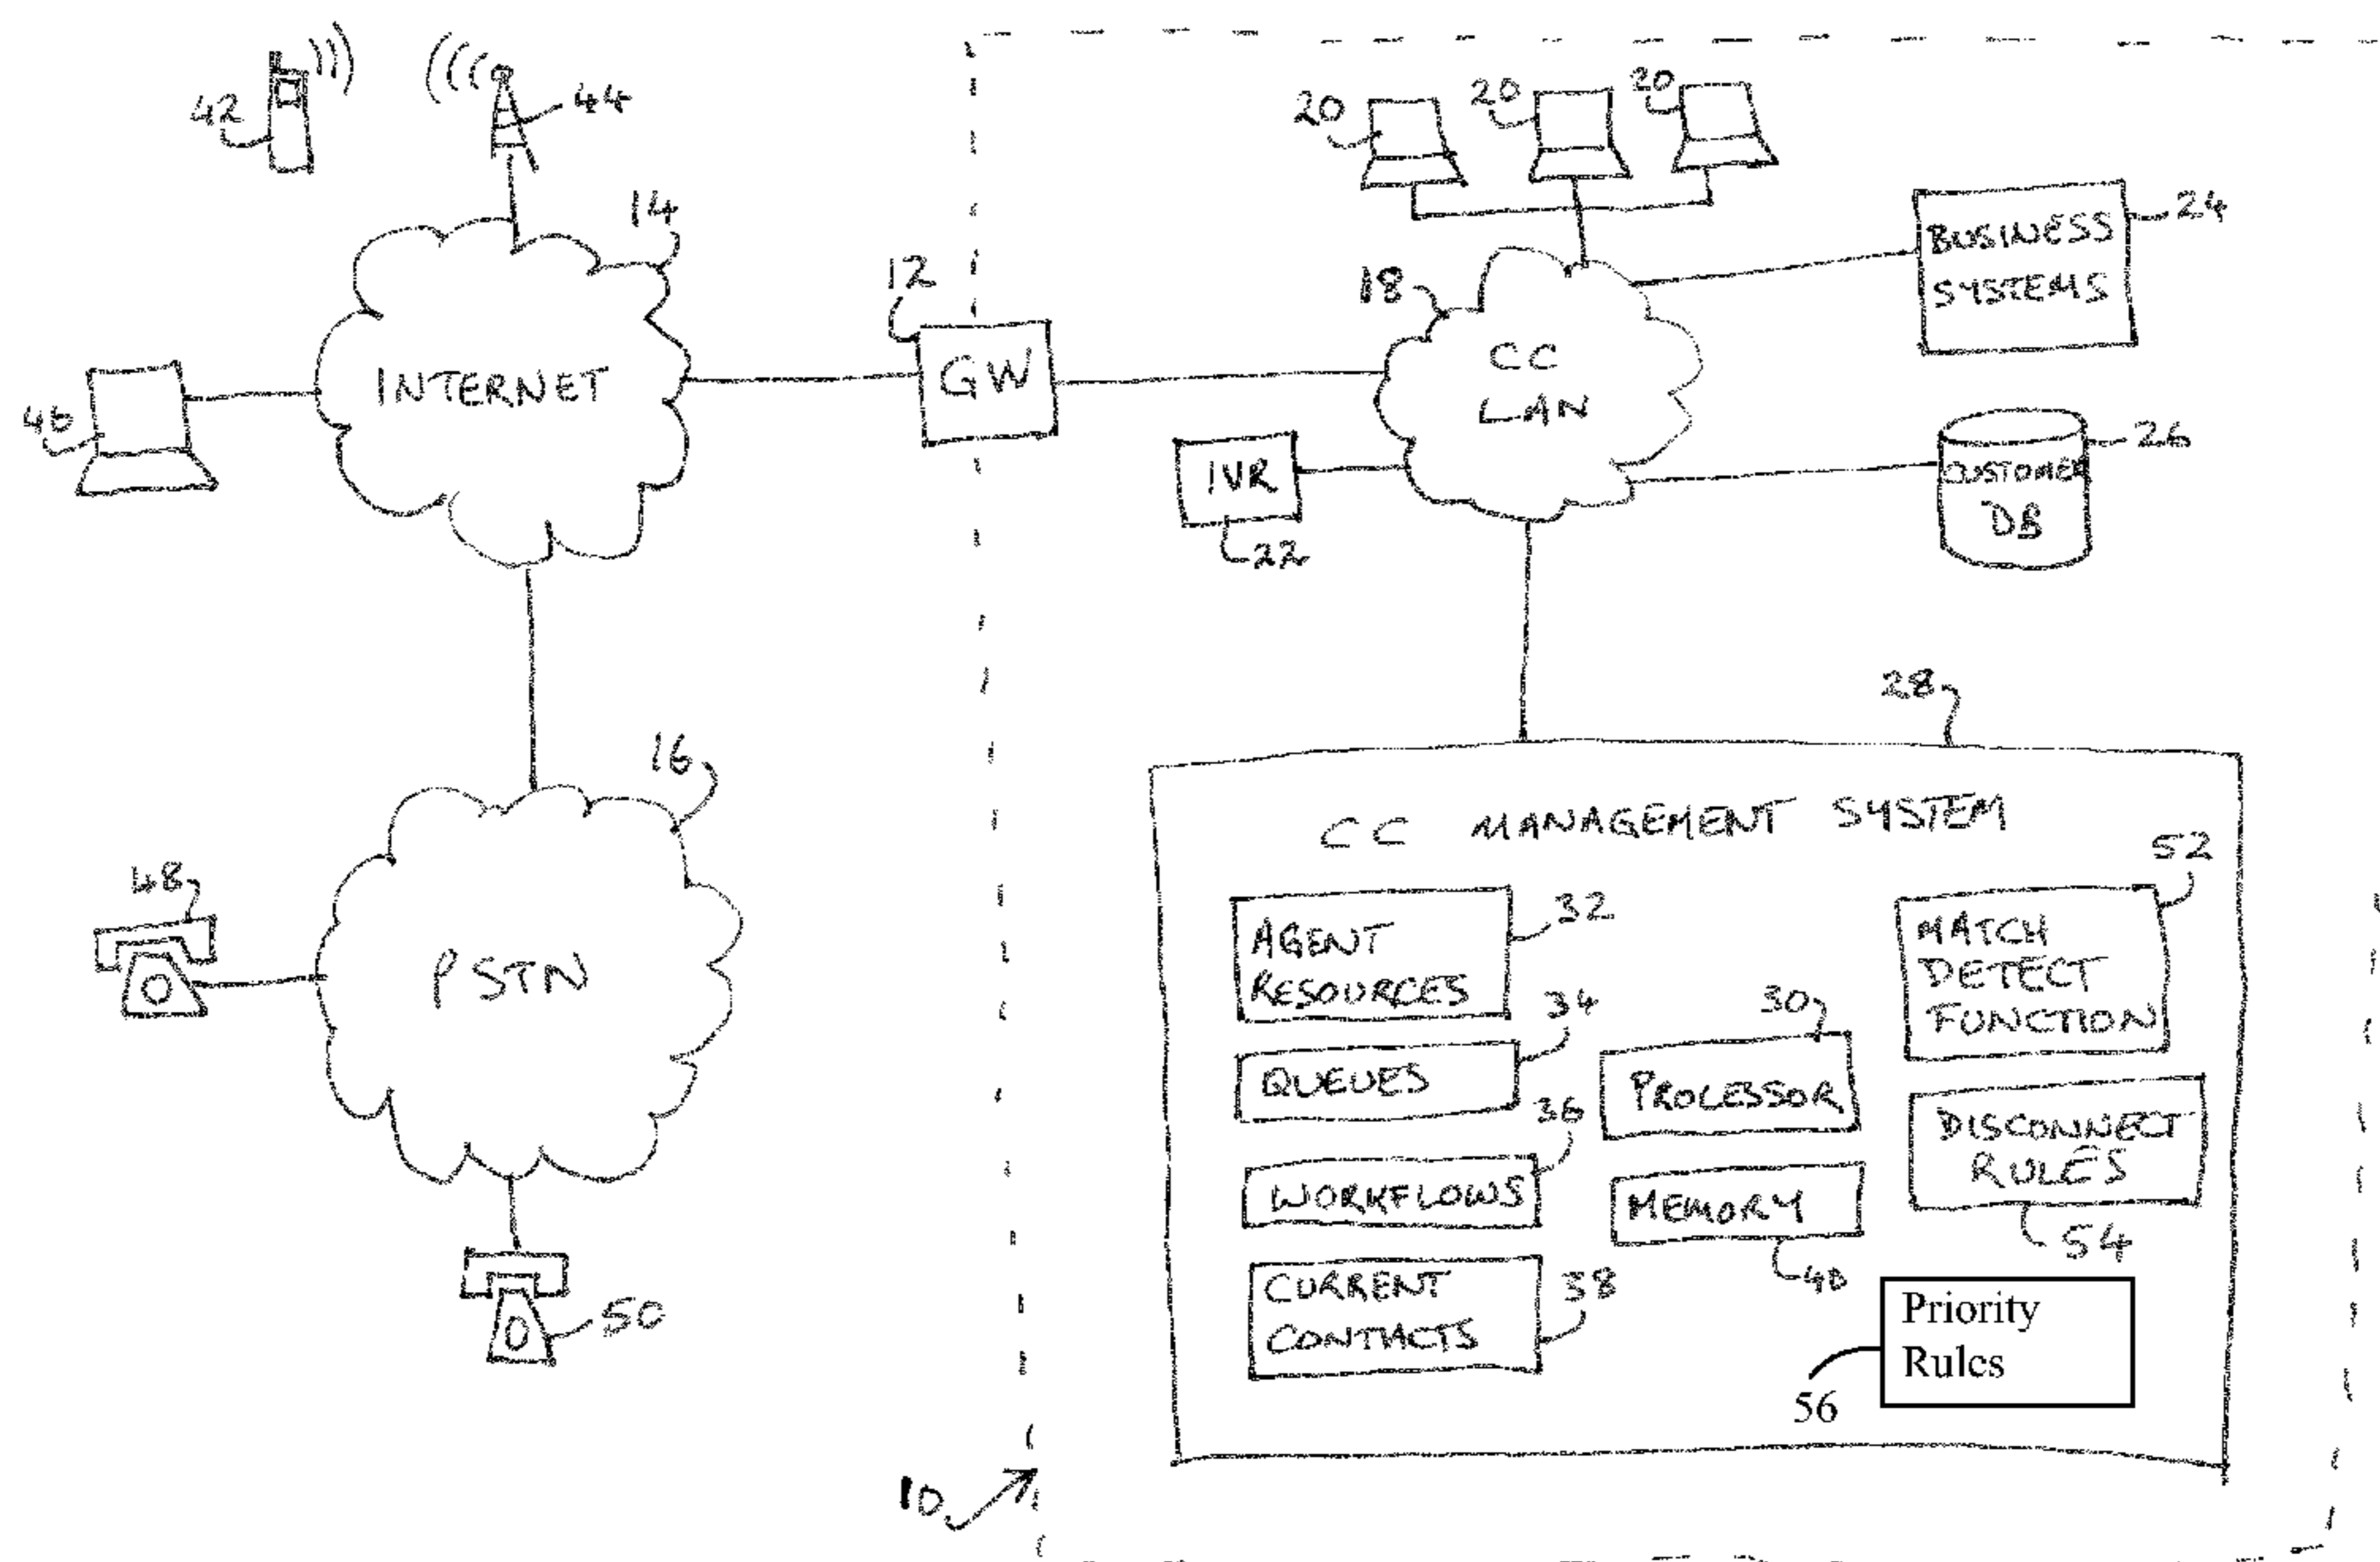 42
44
14
INTERNET
46
12
GW
20
20
20
18
CC
LAN
IVR
22
BUSINESS
SYSTEMS
24
CUSTOMER
DB
26
16
PSTN
48
50
10
28
CC MANAGEMENT SYSTEM
AGENT
RESOURCES
32
QUEUES
34
WORKFLOWS
36
CURRENT
CONTACTS
38
PROCESSOR
30
MEMORY
40
MATCH
DETECT
FUNCTION
52
DISCONNECT
RULES
54
Priority
Rules
56